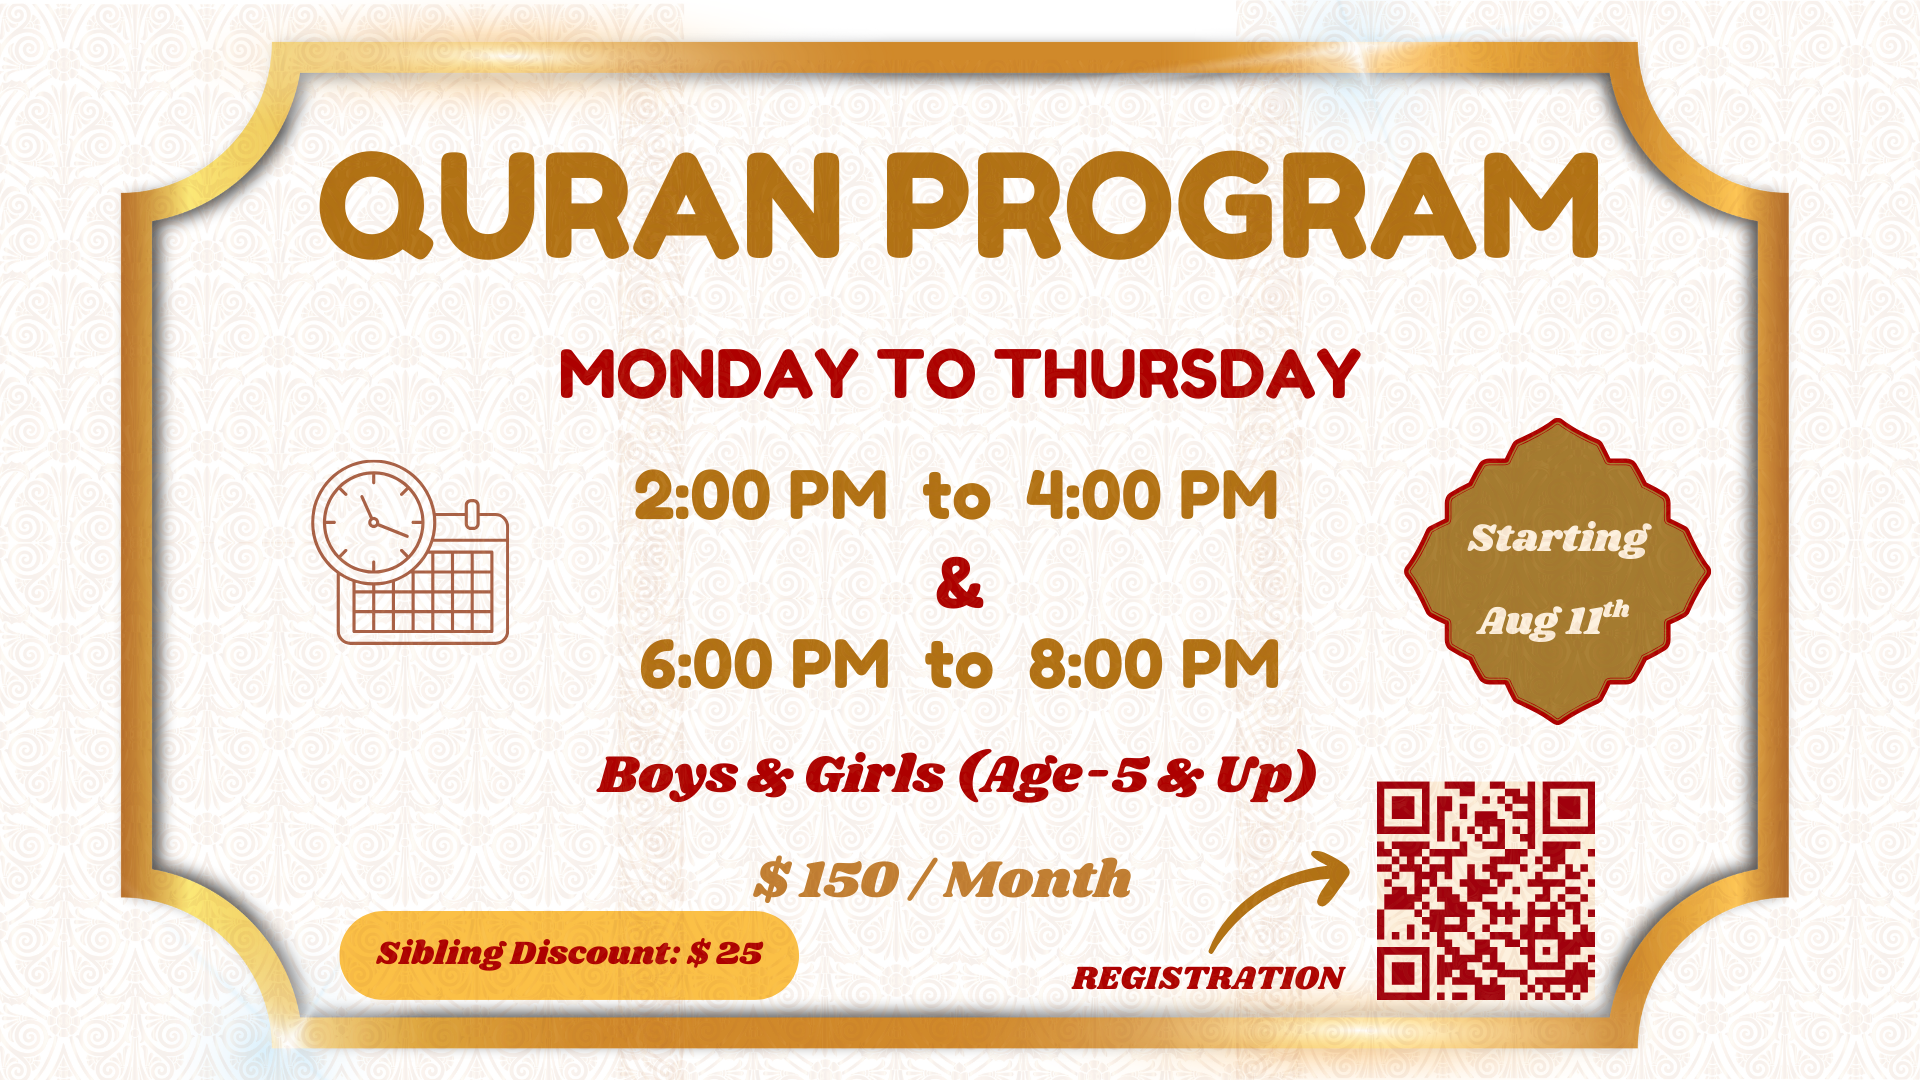 QURAN PROGRAM
MONDAY TO THURSDAY
2:00 PM to 4:00 PM
&
6:00 PM to 8:00 PM
Starting
Aug 11th
Boys & Girls (Age-5 & Up)
$ 150 / Month
Sibling Discount: $ 25
REGISTRATION